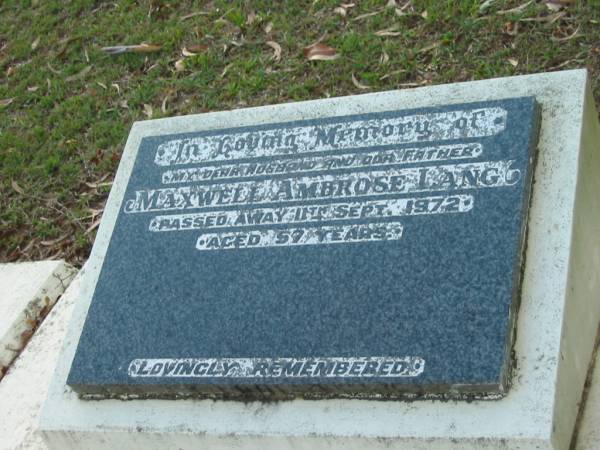 In Loving Memory of
MY DEAR HUSBAND AND OUR FATHER
MAXWELL AMBROSE LANG
PASSED AWAY 11TH SEPT. 1972
AGED 57 YEARS.
LOVINGLY REMEMBERED.